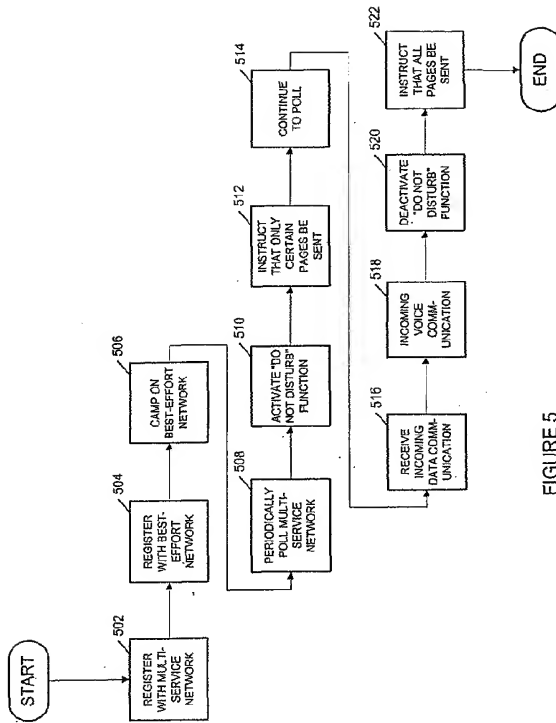 START
502
REGISTER
WITH MULTI-
SERVICE
NETWORK
504
REGISTER
WITH BEST-
EFFORT
NETWORK
506
CAMP ON
BEST-EFFORT
NETWORK
508
PERIODICALLY
POLL MULTI-
SERVICE
NETWORK
510
ACTIVATE "DO
NOT DISTURB"
FUNCTION
512
INSTRUCT
THAT ONLY
CERTAIN
PAGES BE
SENT
514
CONTINUE
TO POLL
516
RECEIVE
INCOMING
DATA COMM-
UNICATION
518
INCOMING
VOICE
COMM-
UNICATION
520
DEACTIVATE
"DO NOT
DISTURB"
FUNCTION
522
INSTRUCT
THAT ALL
PAGES BE
SENT
END
FIGURE 5